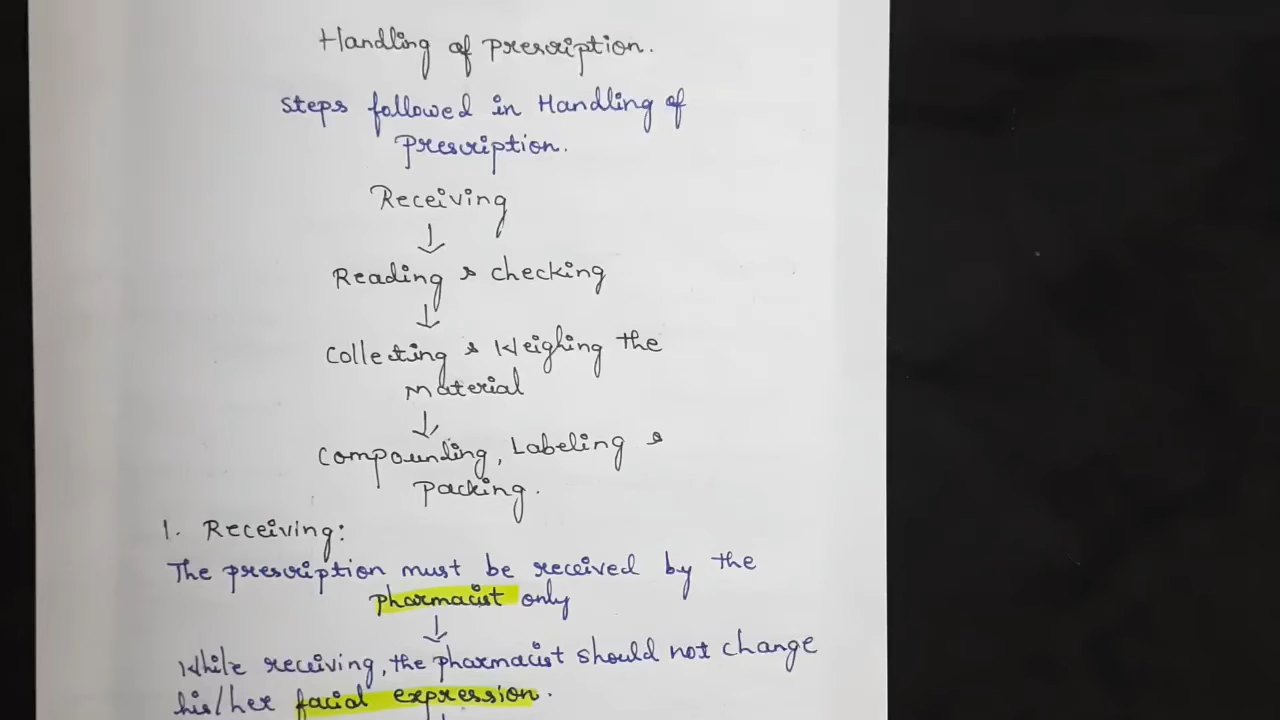 Handling of prescription.
Steps followed in Handling of
prescription.
Receiving
↓
Reading & checking
↓
Collecting & Weighing the
Material
↓
Compounding, Labeling &
packing.
1. Receiving:
The prescription must be received by the
pharmacist only
↓
While receiving, the pharmacist should not change
his/her facial expression.
↓